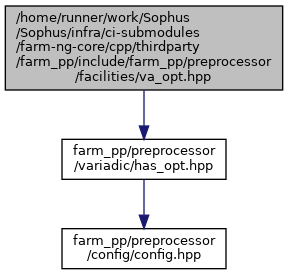 /home/runner/work/Sophus
/Sophus/infra/ci-submodules
/farm-ng-core/cpp/thirdparty
/farm_pp/include/farm_pp/preprocessor
/facilities/va_opt.hpp
farm_pp/preprocessor
/variadic/has_opt.hpp
farm_pp/preprocessor
/config/config.hpp